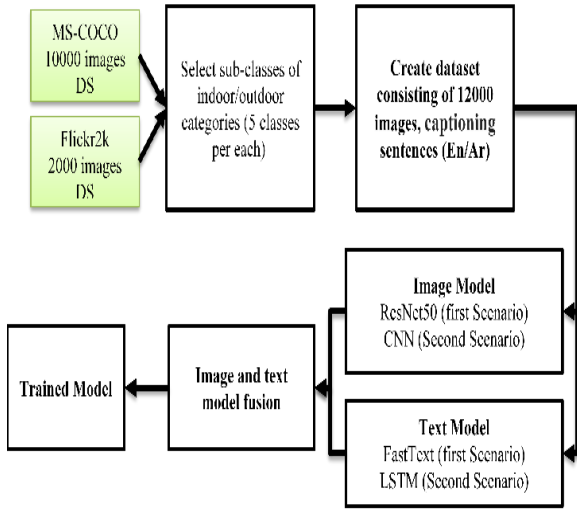 MS-COCO
10000 images
DS
Flickr2k
2000 images
DS
Select sub-classes of
indoor/outdoor
categories (5 classes
per each)
Create dataset
consisting of 12000
images, captioning
sentences (En/Ar)
Image Model
ResNet50 (first Scenario)
CNN (Second Scenario)
Text Model
FastText (first Scenario)
LSTM (Second Scenario)
Image and text
model fusion
Trained Model